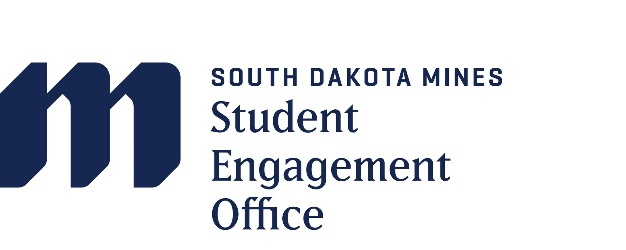 SOUTH DAKOTA MINES
Student
Engagement
Office